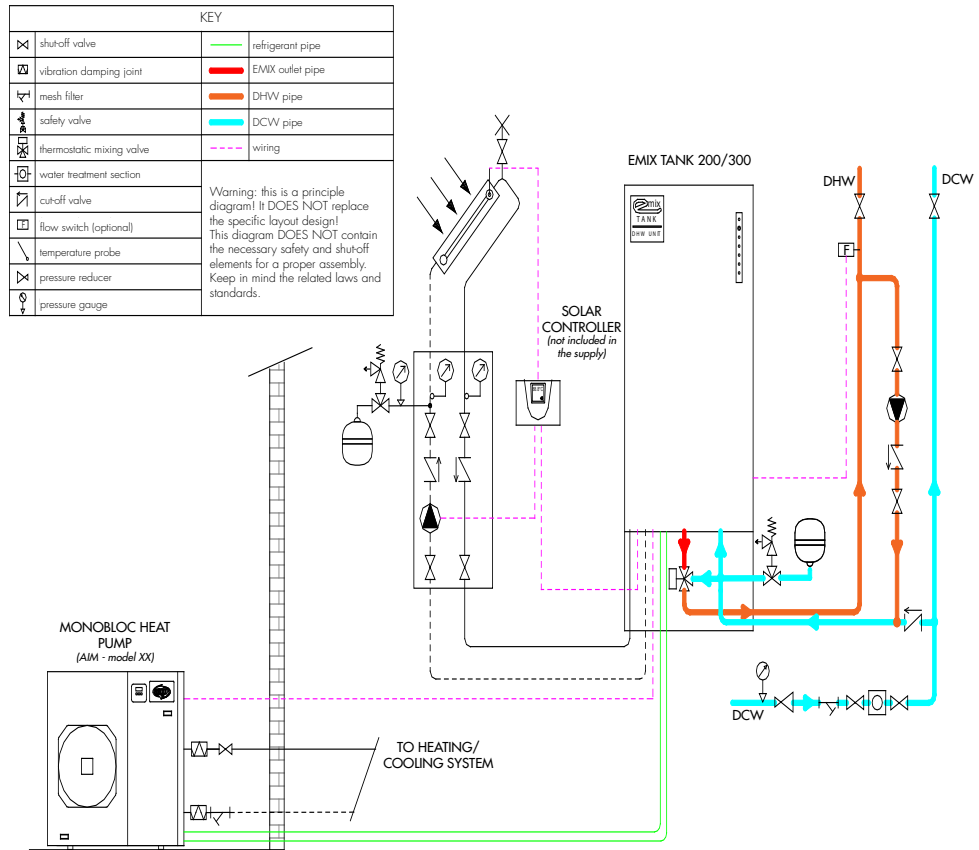 KEY
shut-off valve
refrigerant pipe
vibration damping joint
EMIX outlet pipe
mesh filter
DHW pipe
safety valve
DCW pipe
thermostatic mixing valve
wiring
water treatment section
cut-off valve
F flow switch (optional)
temperature probe
pressure reducer
pressure gauge
Warning: this is a principle
diagram! It DOES NOT replace
the specific layout design!
This diagram DOES NOT contain
the necessary safety and shut-off
elements for a proper assembly.
Keep in mind the related laws and
standards.
EMIX TANK 200/300
emix
TANK
DHW UNIT
DHW
DCW
F
SOLAR
CONTROLLER
(not included in
the supply)
MONOBLOC HEAT
PUMP
(AIM - model XX)
TO HEATING/
COOLING SYSTEM
DCW